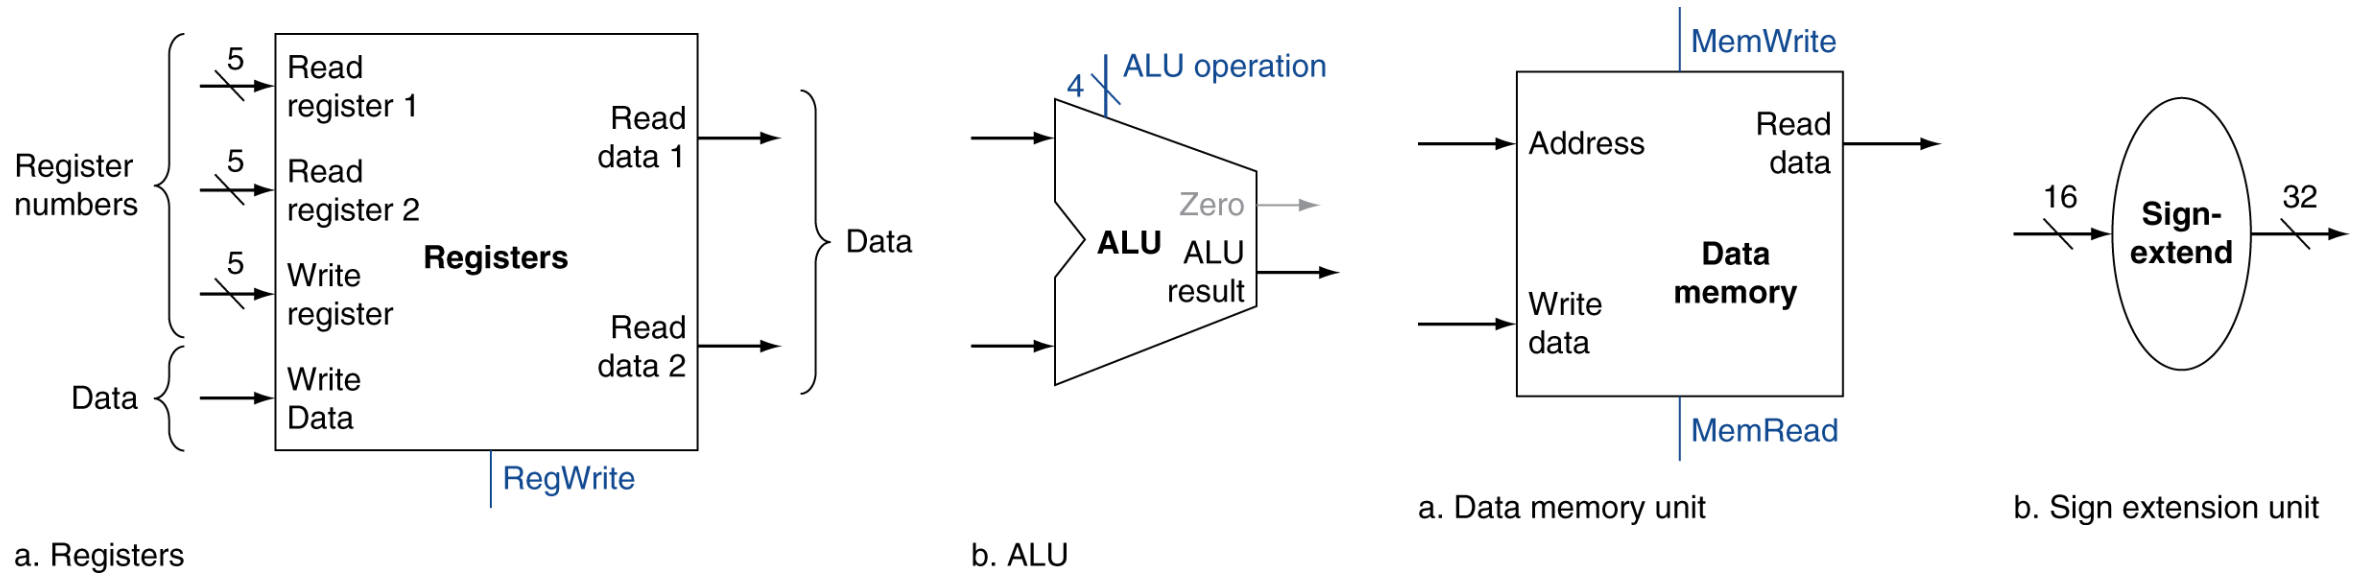 Register
numbers
Data
5
Read
register 1
5
Read
register 2
5
Write
register
Write
Data
Registers
Read
data 1
Read
data 2
RegWrite
Data
a. Registers
4
ALU operation
Zero
ALU
ALU
result
b. ALU
MemWrite
Address
Read
data
Data
memory
Write
data
MemRead
a. Data memory unit
16
Sign-
extend
32
b. Sign extension unit